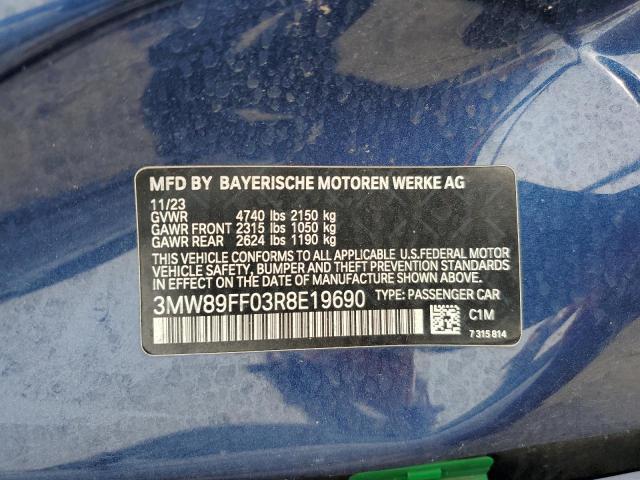 MFD BY BAYERISCHE MOTOREN WERKE AG
11/23
GVWR 4740 lbs 2150 kg
GAWR FRONT 2315 lbs 1050 kg
GAWR REAR 2624 lbs 1190 kg
THIS VEHICLE CONFORMS TO ALL APPLICABLE U.S.FEDERAL MOTOR
VEHICLE SAFETY, BUMPER AND THEFT PREVENTION STANDARDS
IN EFFECT ON THE DATE OF MANUFACTURE SHOWN ABOVE.
3MW89FF03R8E19690 TYPE: PASSENGER CAR
C1M
7 315 814